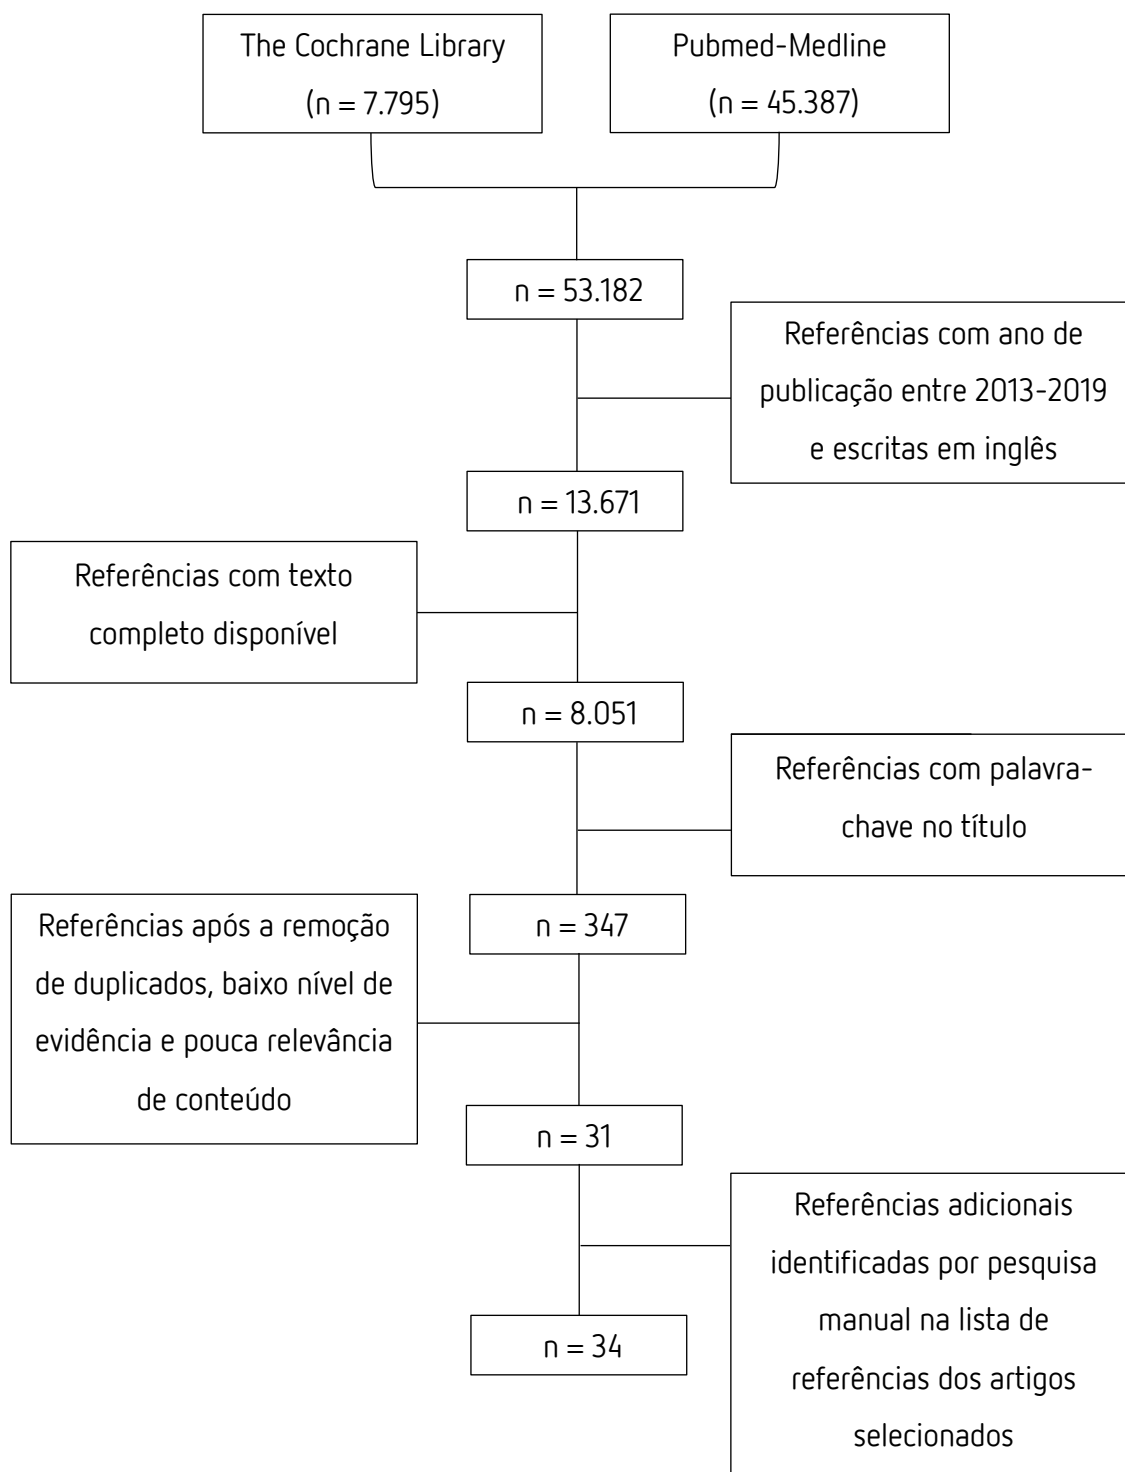 The Cochrane Library
(n = 7.795)
Pubmed-Medline
(n = 45.387)
n = 53.182
Referências com ano de
publicação entre 2013-2019
e escritas em inglês
n = 13.671
Referências com texto
completo disponível
n = 8.051
Referências com palavra-
chave no título
n = 347
Referências após a remoção
de duplicados, baixo nível de
evidência e pouca relevância
de conteúdo
n = 31
Referências adicionais
identificadas por pesquisa
manual na lista de
referências dos artigos
selecionados
n = 34